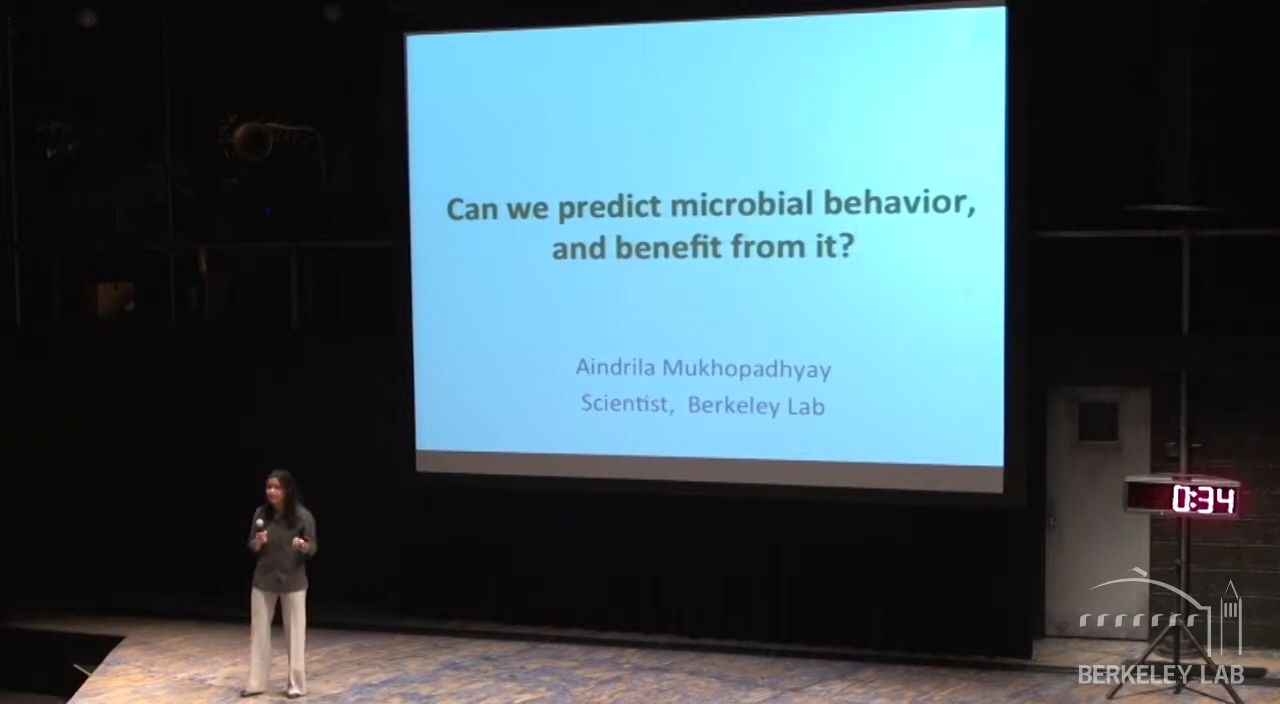 Can we predict microbial behavior,
and benefit from it?
Aindrila Mukhopadhyay
Scientist, Berkeley Lab
0:34
BERKELEY LAB